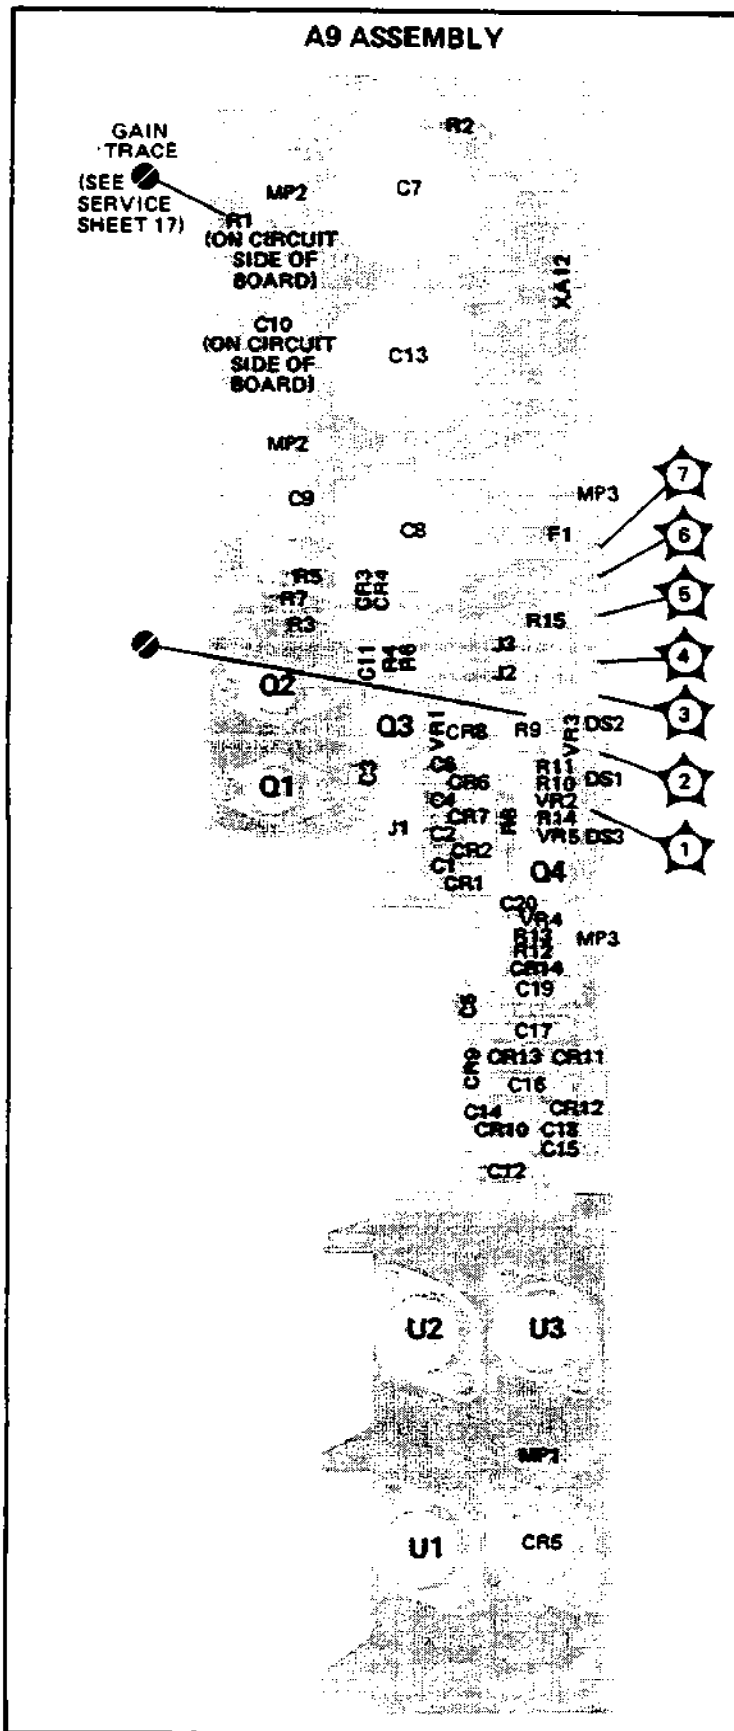 A9 ASSEMBLY
R2
GAIN
TRACE
(SEE
SERVICE
SHEET 17)
MP2
C7
R1
(ON CIRCUIT
SIDE OF
BOARD)
XA12
C10
(ON CIRCUIT
SIDE OF
BOARD)
C13
MP2
C9
MP3
7
C8
F1
6
R5
CR3
CR4
R7
5
R3
R15
J3
C11
R4
R6
4
Q2
J2
3
Q3
VR1
CR8
R9
VR3
DS2
C3
R11
Q1
CR6
R10
DS1
2
C4
VR2
J1
CR7
R8
R14
C2
VR5
DS3
1
CR2
C1
Q4
CR1
C20
VR4
R13
MP3
R12
CR14
C19
C17
CR9
CR13
CR11
C16
C14
CR12
CR10
C18
C15
C12
U2
U3
MP1
U1
CR5